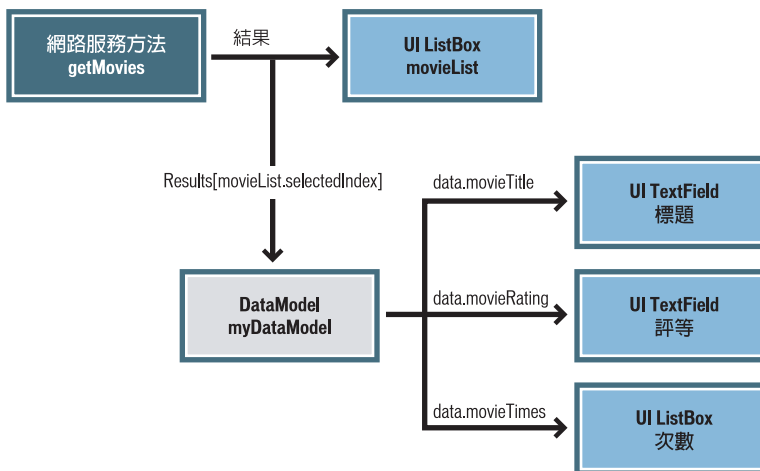 網路服務方法
getMovies
結果
UI ListBox
movieList
Results[movieList.selectedIndex]
data.movieTitle
UI TextField
標題
DataModel
myDataModel
data.movieRating
UI TextField
評等
data.movieTimes
UI ListBox
次數